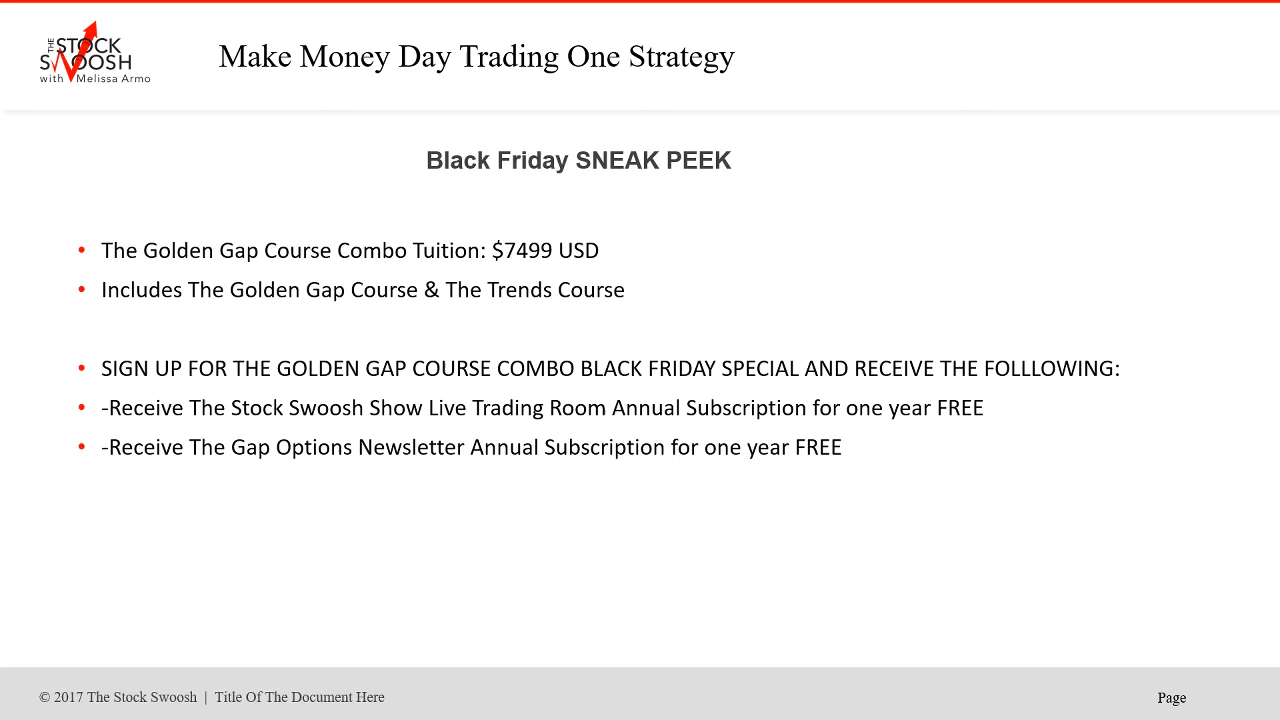 THE STOCK
SWOOSH
with Melissa Armo
Make Money Day Trading One Strategy
Black Friday SNEAK PEEK
• The Golden Gap Course Combo Tuition: $7499 USD
• Includes The Golden Gap Course & The Trends Course
• SIGN UP FOR THE GOLDEN GAP COURSE COMBO BLACK FRIDAY SPECIAL AND RECEIVE THE FOLLLOWING:
• -Receive The Stock Swoosh Show Live Trading Room Annual Subscription for one year FREE
• -Receive The Gap Options Newsletter Annual Subscription for one year FREE
© 2017 The Stock Swoosh | Title Of The Document Here
Page